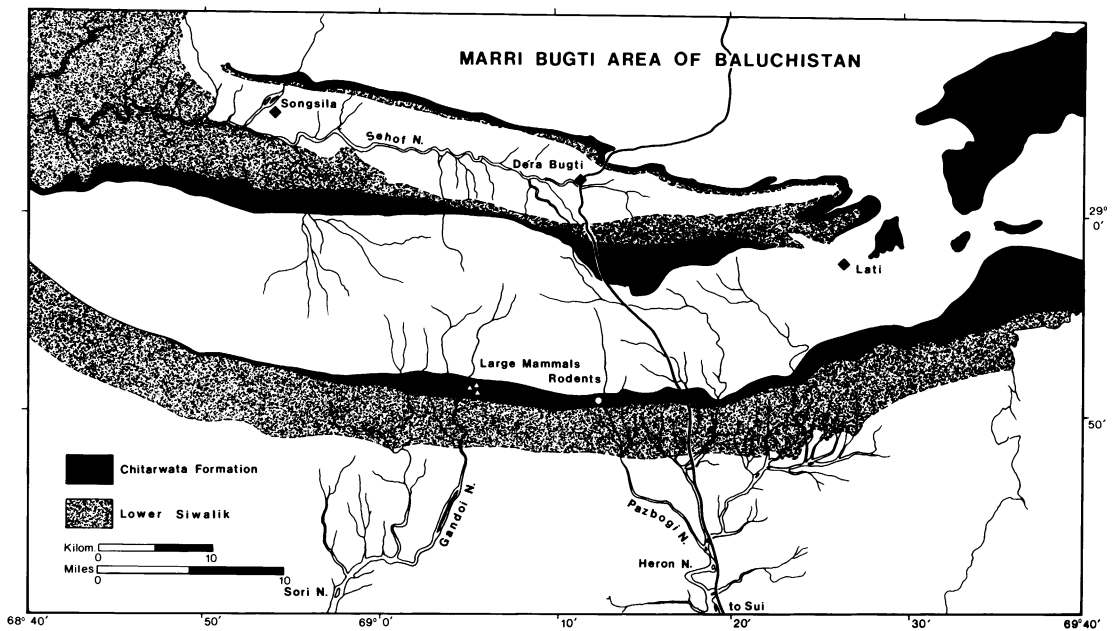 MARRI BUGTI AREA OF BALUCHISTAN
Songsila
Sehof N.
Dera Bugti
29°
0'
Lati
Large Mammals
Rodents
50'
Chitarwata Formation
Lower Siwalik
Gandoi N.
Pazbogi N.
Kilom.
0 10
Miles
0 10
Heron N.
Sori N.
to Sui
68° 40' 50' 69° 0' 10' 20' 30' 69° 40'